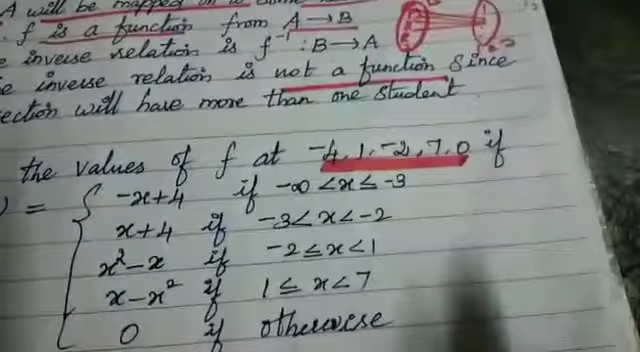 A will be mapped
f is a function from A → B
inverse relation is f⁻¹ : B → A
inverse relation is not a function since
ection will have more than one student
the values of f at -4, 1, -2, 7, 0 if
) = { -x+4 if -∞ < x ≤ -3
x+4 if -3 < x < -2
x² - x if -2 ≤ x < 1
x - x² if 1 ≤ x < 7
0 if otherwise